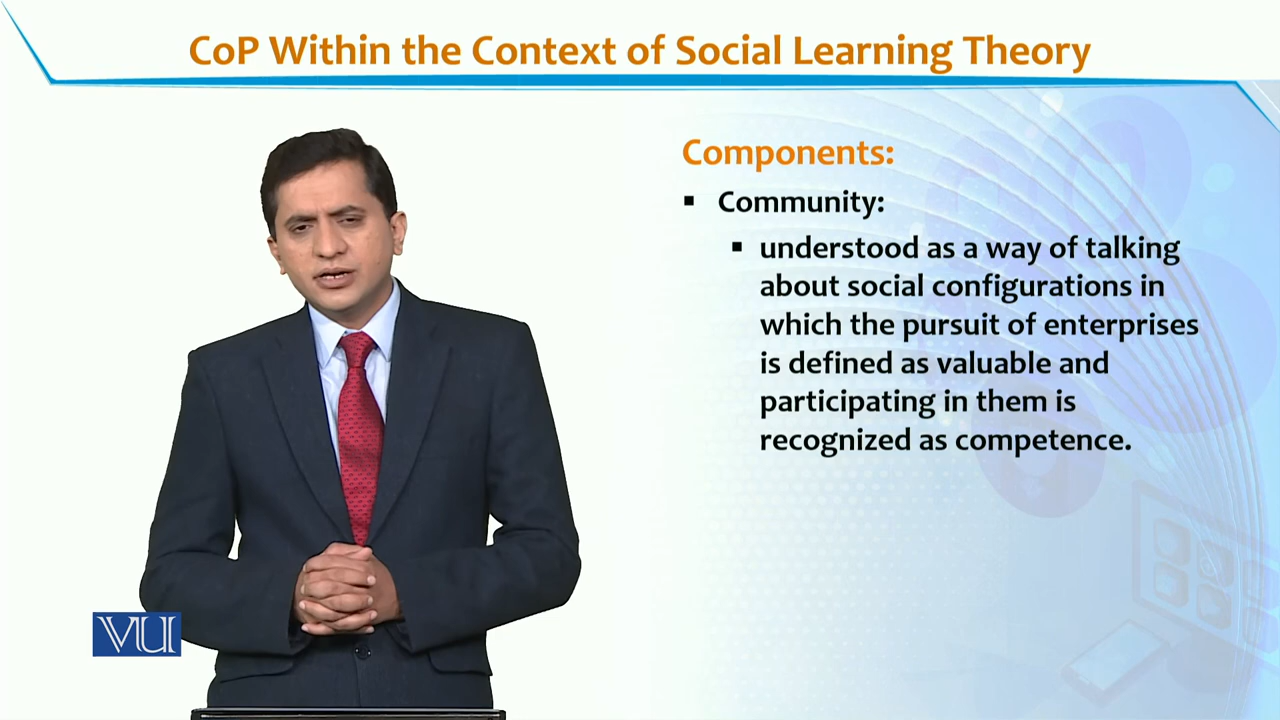 CoP Within the Context of Social Learning Theory
Components:
▪ Community:
▪ understood as a way of talking
about social configurations in
which the pursuit of enterprises
is defined as valuable and
participating in them is
recognized as competence.
VU